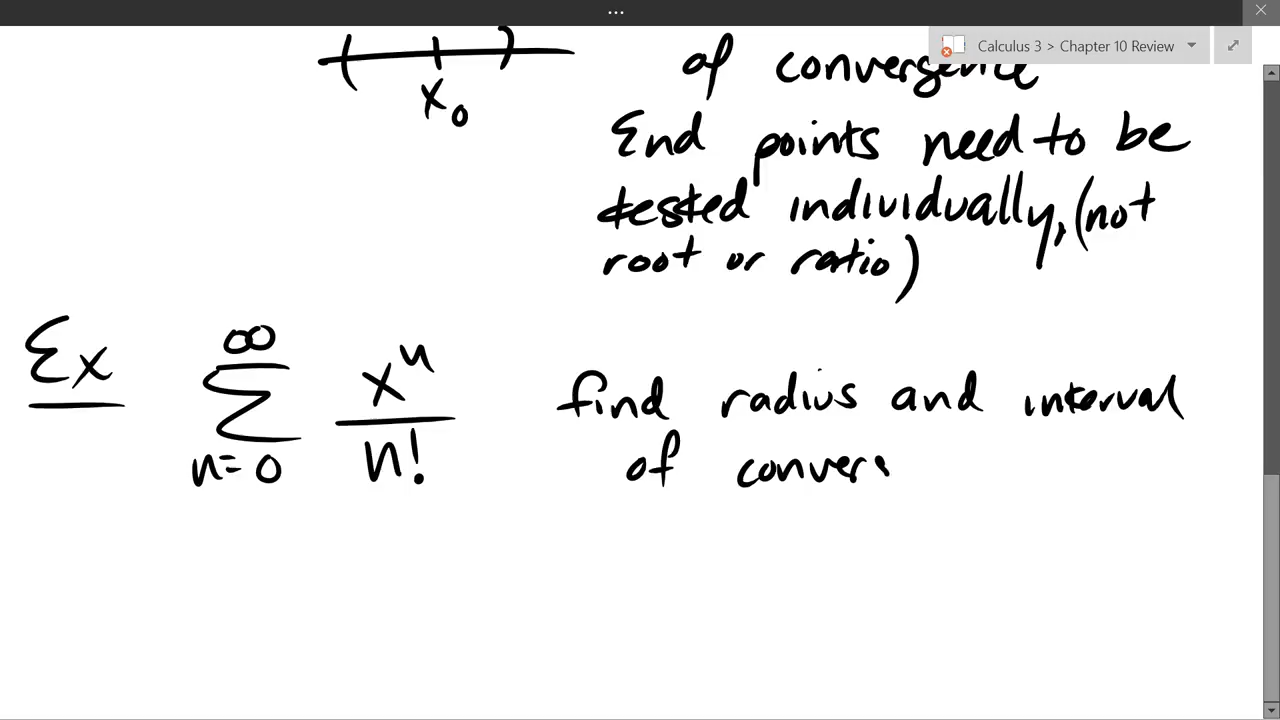 ...
Calculus 3 > Chapter 10 Review
x₀
of convergence
End points need to be
tested individually, (not
root or ratio)
Ex ∞ ∑ n=0 xⁿ/n! find radius and interval
of convers